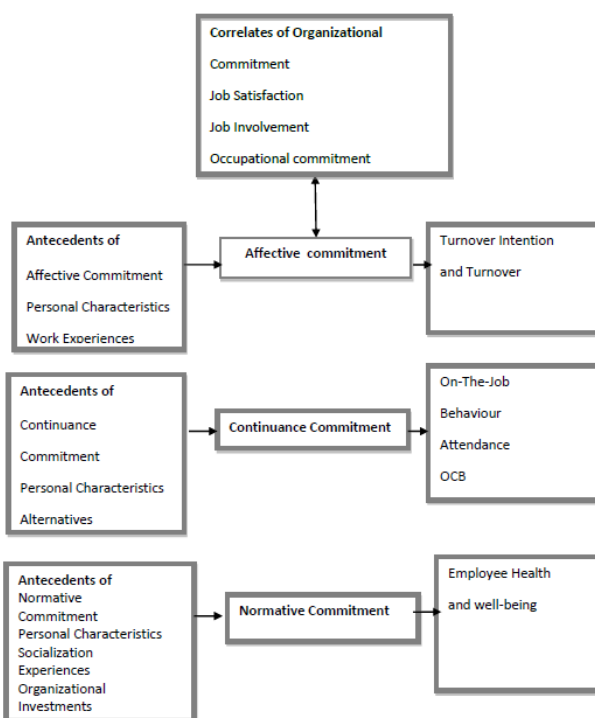 Correlates of Organizational
Commitment
Job Satisfaction
Job Involvement
Occupational commitment
Antecedents of
Affective Commitment
Personal Characteristics
Work Experiences
Affective commitment
Turnover Intention
and Turnover
Antecedents of
Continuance
Commitment
Personal Characteristics
Alternatives
Continuance Commitment
On-The-Job
Behaviour
Attendance
OCB
Antecedents of
Normative
Commitment
Personal Characteristics
Socialization
Experiences
Organizational
Investments
Normative Commitment
Employee Health
and well-being